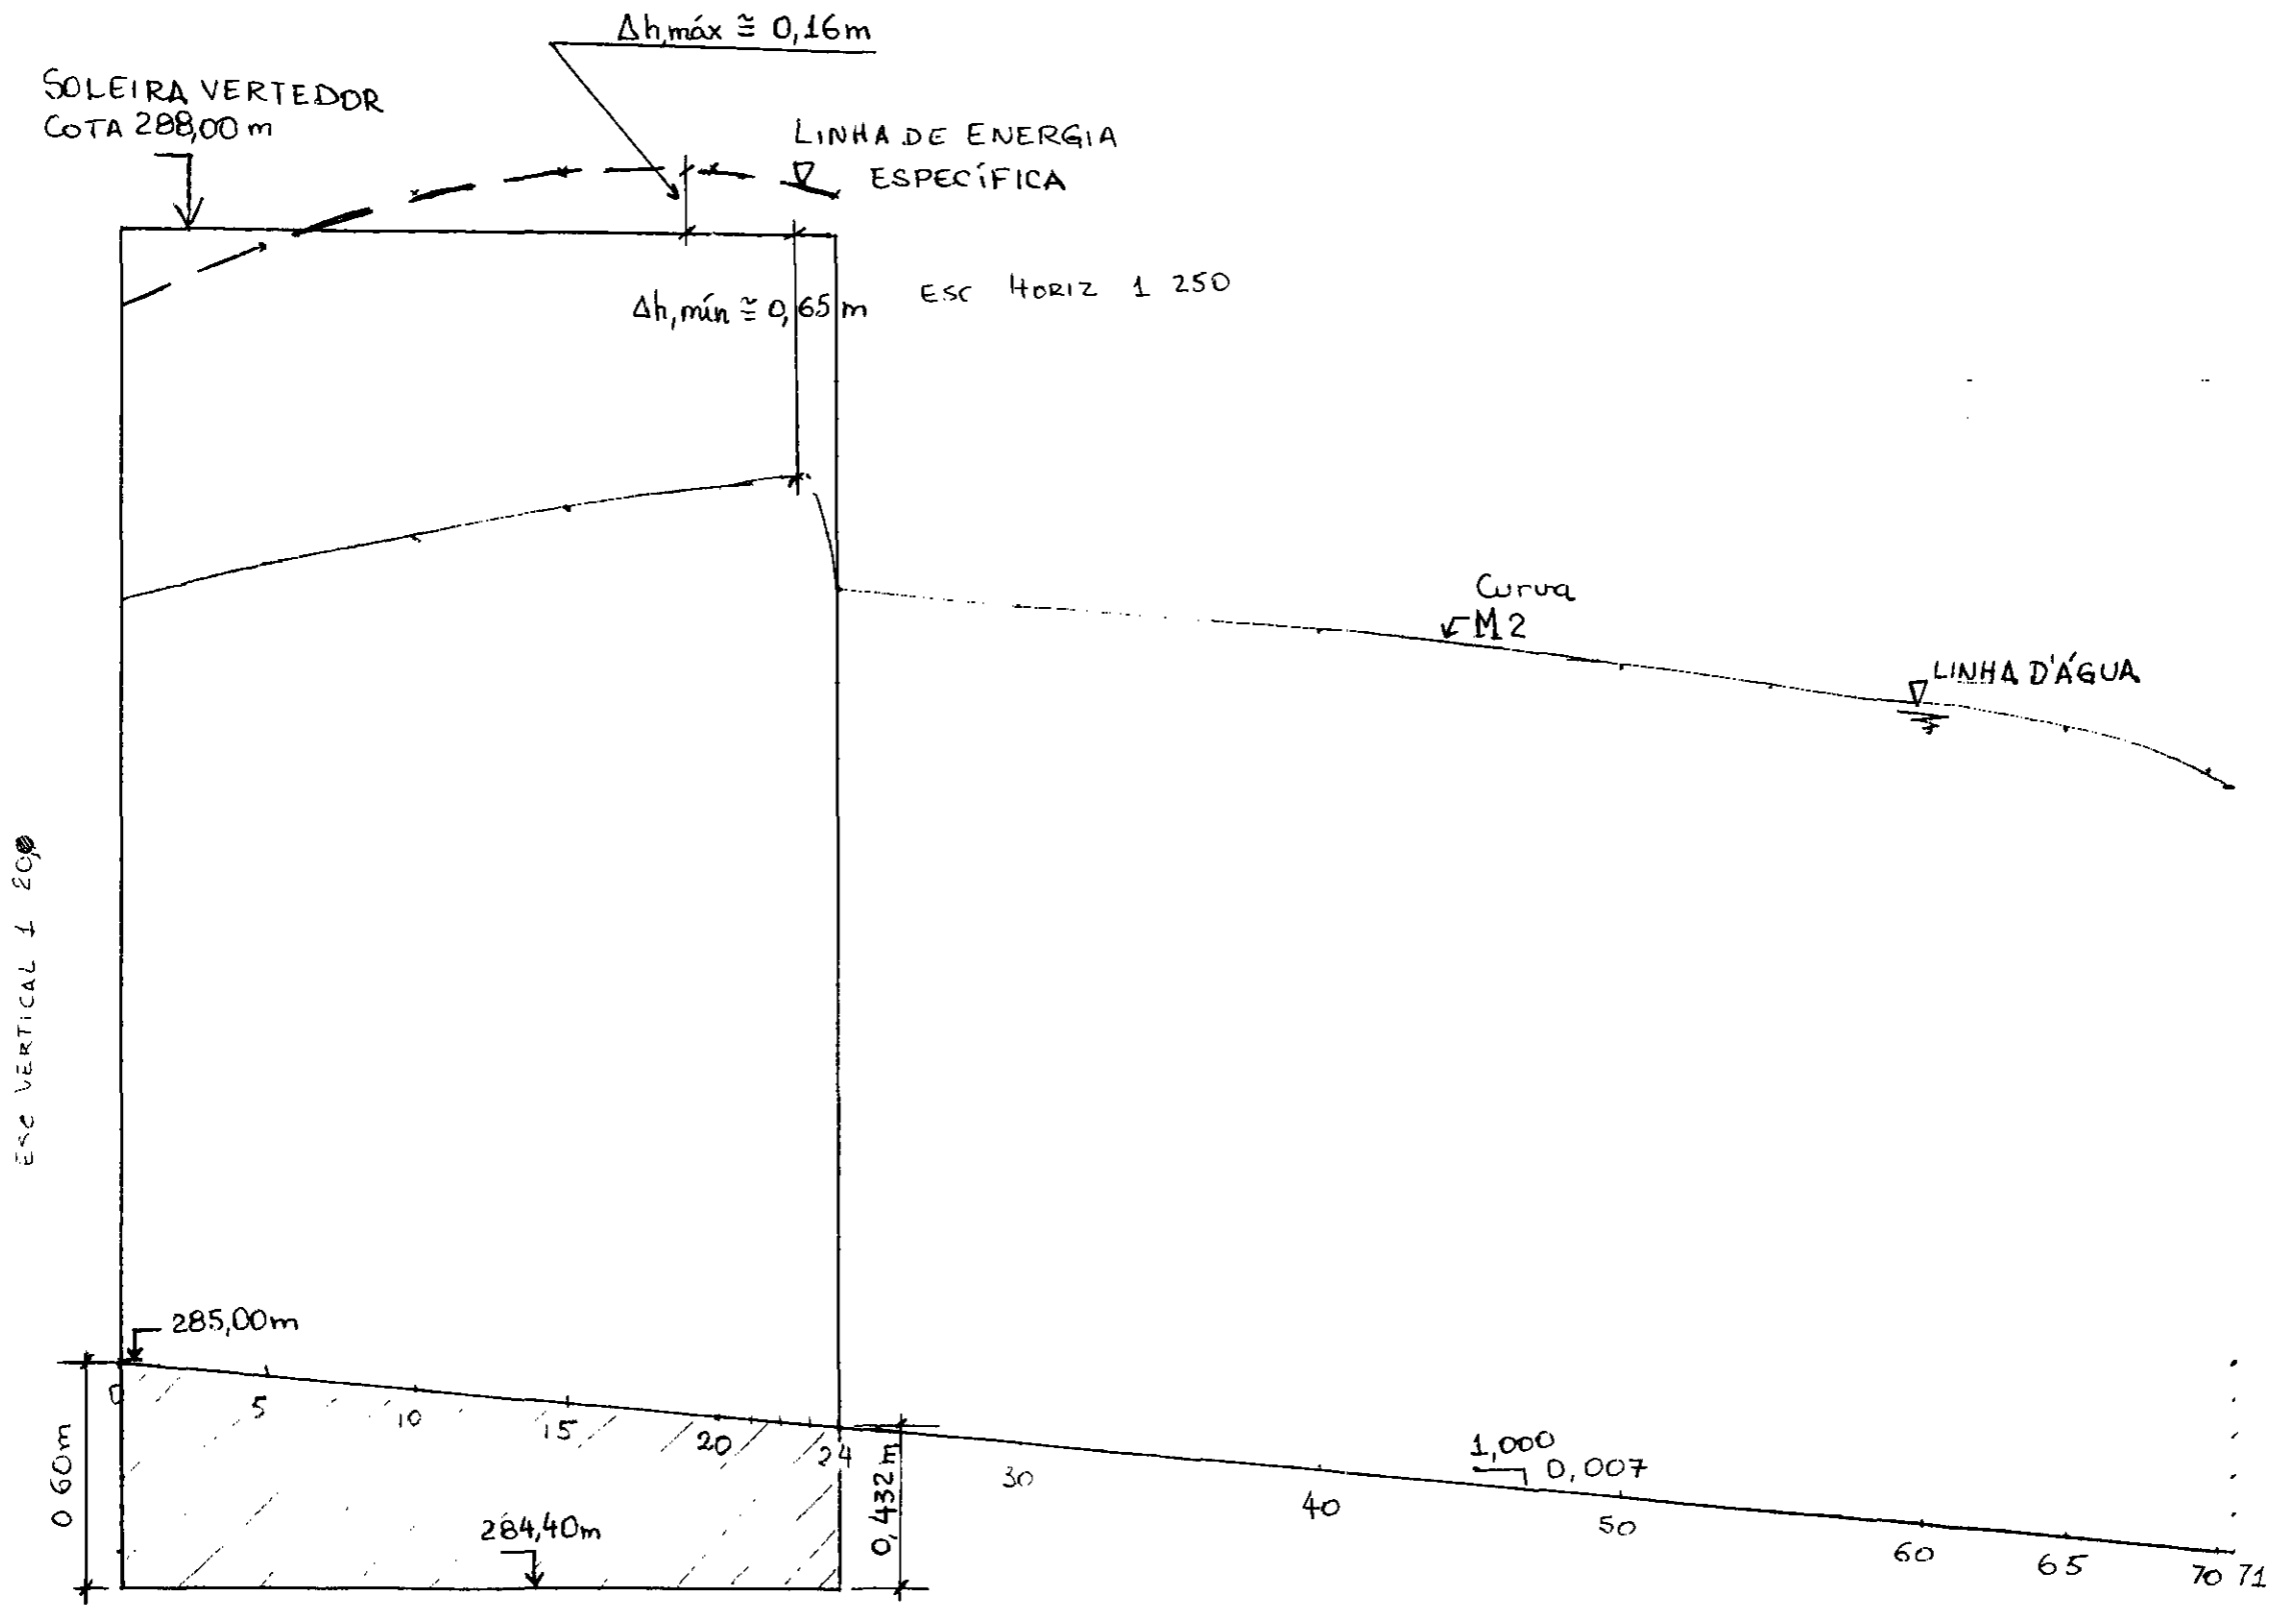 Δh,máx ≅ 0,16m
SOLEIRA VERTEDOR
COTA 288,00 m
LINHA DE ENERGIA
ESPECÍFICA
Δh,mín ≅ 0,65 m
ESC HORIZ 1 250
Curva
M2
LINHA D'ÁGUA
ESC VERTICAL 1 20
285,00m
0 5 10 15 20 24 30 40 50 60 65 70 71
0 60m
284,40m
0,432 m
1,000
0,007